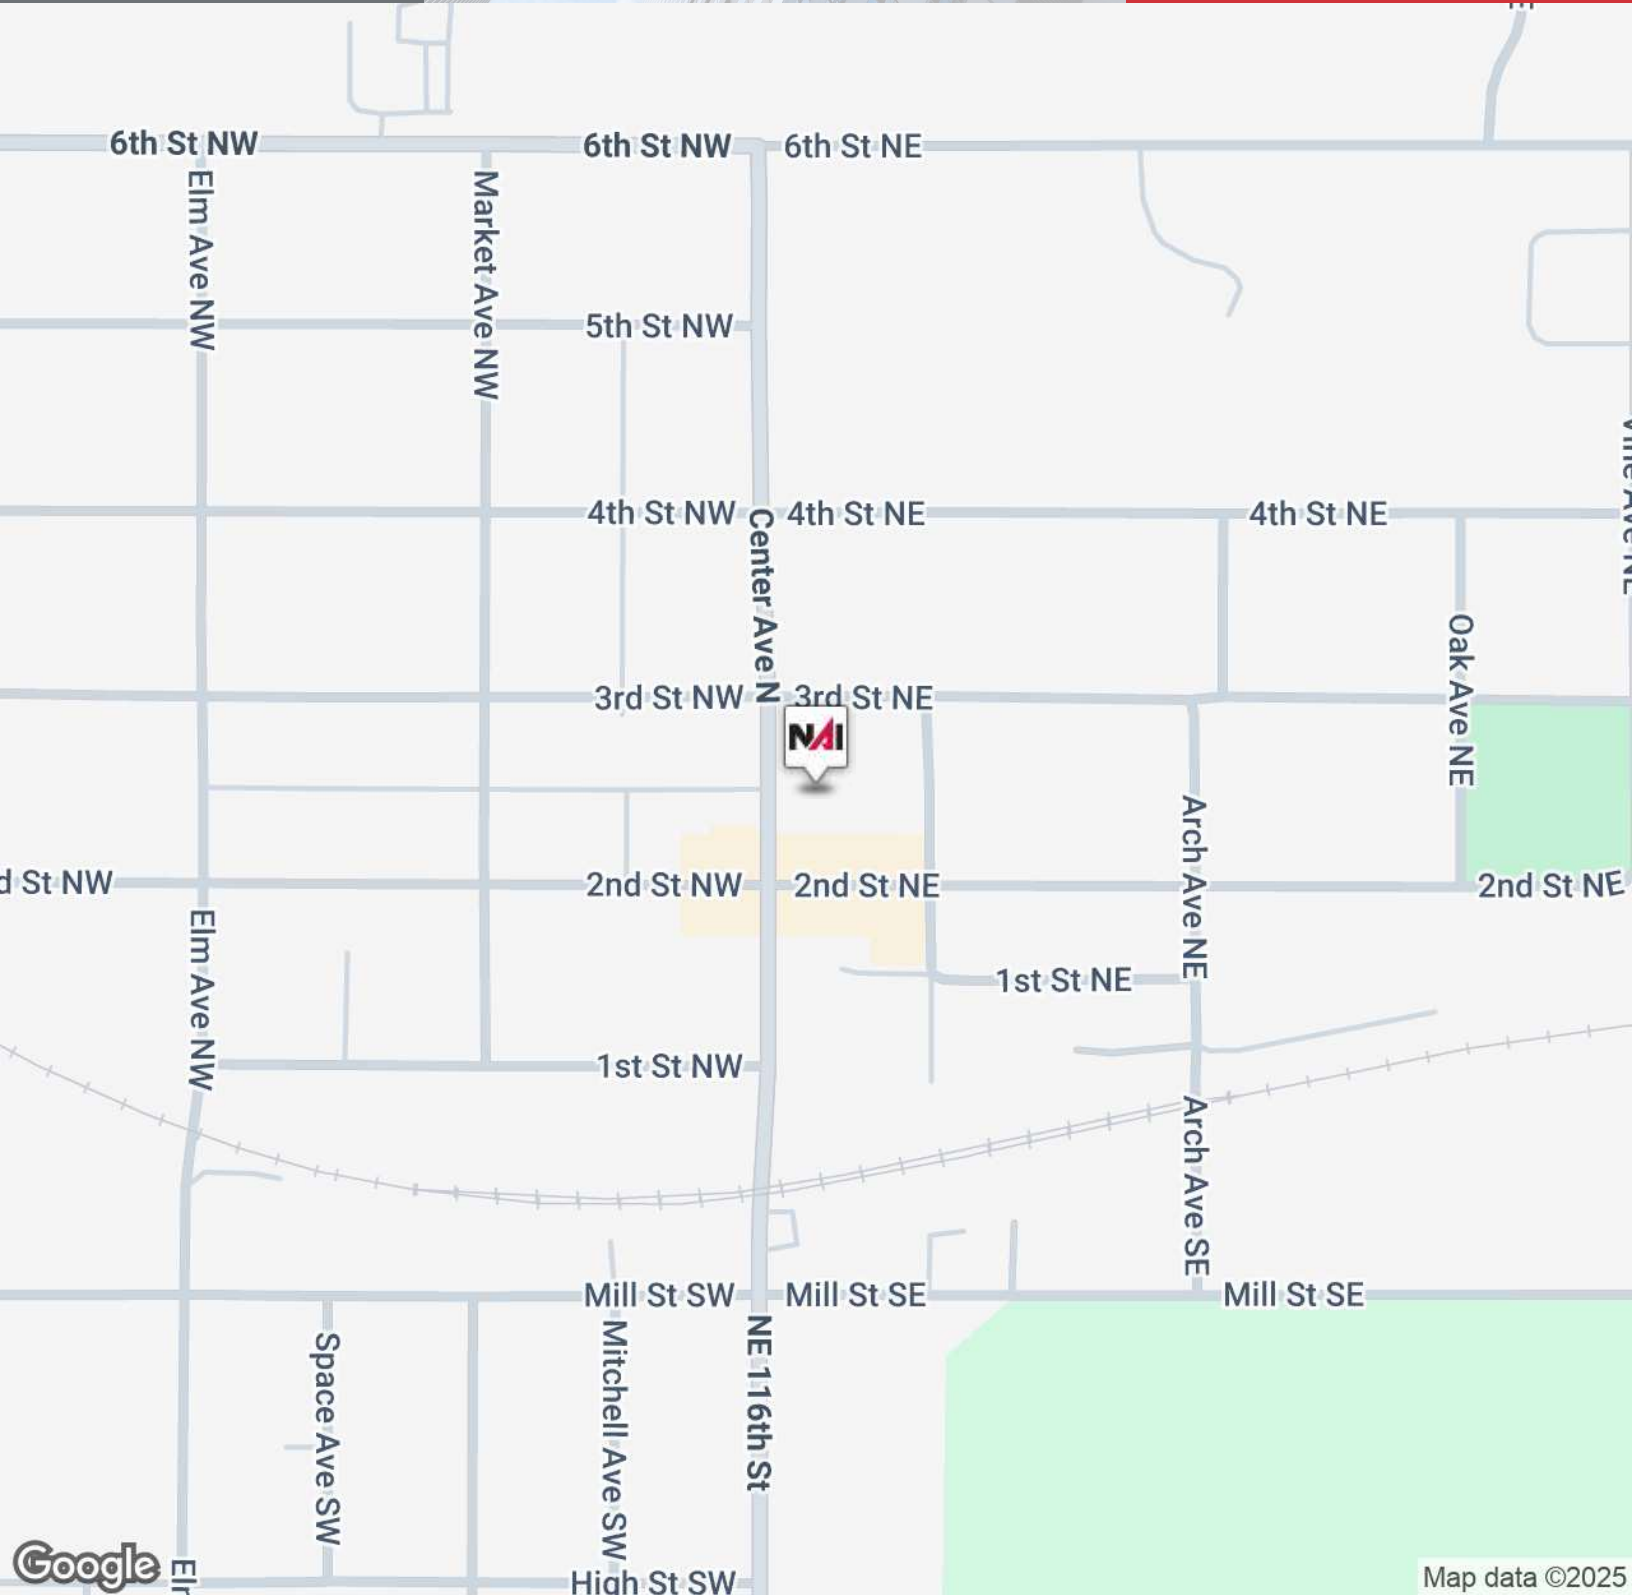 6th St NW
6th St NW
6th St NE
Elm Ave NW
Market Ave NW
5th St NW
4th St NW
4th St NE
4th St NE
Center Ave N
Vine Ave NE
Oak Ave NE
3rd St NW
3rd St NE
NAI
Arch Ave NE
d St NW
2nd St NW
2nd St NE
2nd St NE
Elm Ave NW
1st St NE
1st St NW
Arch Ave SE
Mill St SW
Mill St SE
Mill St SE
Space Ave SW
Mitchell Ave SW
NE 116th St
Google
High St SW
Map data ©2025